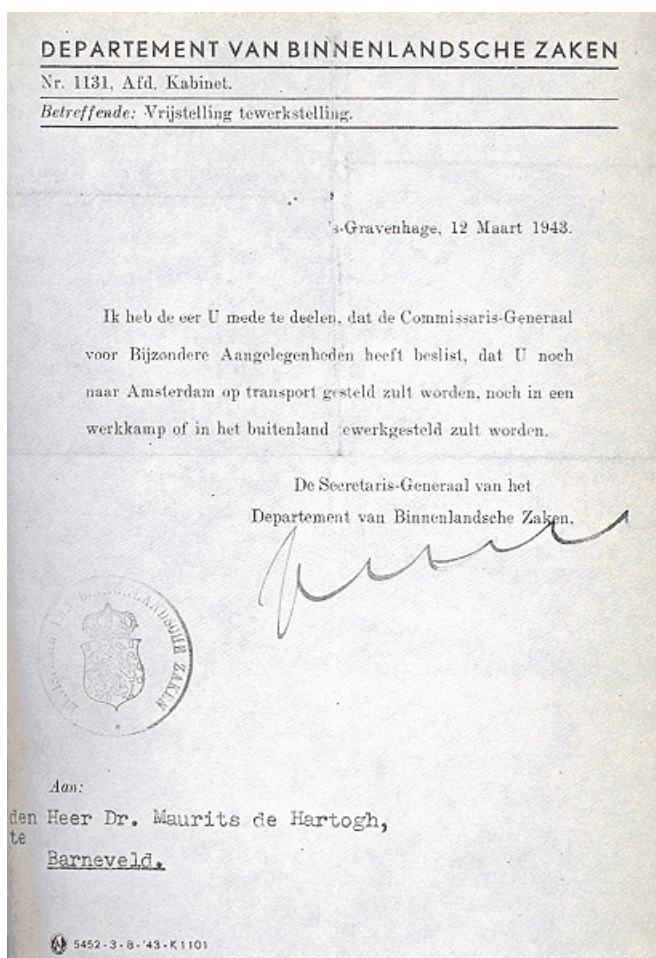 DEPARTEMENT VAN BINNENLANDSCHE ZAKEN
Nr. 1131, Afd. Kabinet.
Betreffende: Vrijstelling tewerkstelling.
's-Gravenhage, 12 Maart 1943.
Ik heb de eer U mede te deelen, dat de Commissaris-Generaal
voor Bijzondere Aangelegenheden heeft beslist, dat U noch
naar Amsterdam op transport gesteld zult worden, noch in een
werkkamp of in het buitenland ewerkgesteld zult worden.
De Secretaris-Generaal van het
Departement van Binnenlandsche Zaken,
BINNENLANDSCHE ZAKEN
Aan:
den Heer Dr. Maurits de Hartogh,
te
Barneveld.
5452-3-8-'43-K1101